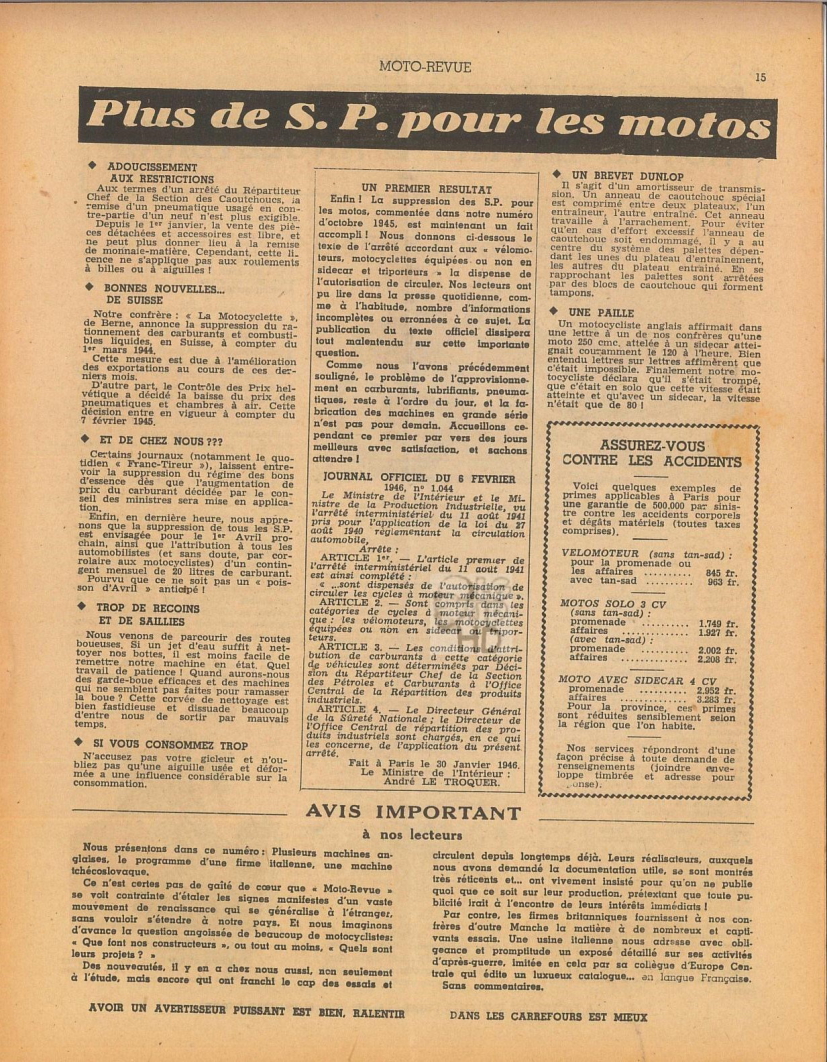 MOTO-REVUE
15
Plus de S. P. pour les motos
◆ ADOUCISSEMENT
AUX RESTRICTIONS
Aux termes d'un arrêté du Répartiteur
Chef de la Section des Caoutchoucs, la
remise d'un pneumatique usagé en con-
tre-partie d'un neuf n'est plus exigible.
Depuis le 1er janvier, la vente des piè-
ces détachées et accessoires est libre, et
ne peut plus donner lieu à la remise
de monnaie-matière. Cependant, cette li-
cence ne s'applique pas aux roulements
à billes ou à aiguilles !
◆ BONNES NOUVELLES...
DE SUISSE
Notre confrère : « La Motocyclette »,
de Berne, annonce la suppression du ra-
tionnement des carburants et combusti-
bles liquides, en Suisse, à compter du
1er mars 1944.
Cette mesure est due à l'amélioration
des exportations au cours de ces der-
niers mois.
D'autre part, le Contrôle des Prix hel-
vétique a décidé la baisse du prix des
pneumatiques et chambres à air. Cette
décision entre en vigueur à compter du
7 février 1945.
◆ ET DE CHEZ NOUS ???
Certains journaux (notamment le quo-
tidien « Franc-Tireur »), laissent entre-
voir la suppression du régime des bons
d'essence dès que l'augmentation de
prix du carburant décidée par le con-
seil des ministres sera mise en applica-
tion.
Enfin, en dernière heure, nous appre-
nons que la suppression de tous les S.P.
est envisagée pour le 1er Avril pro-
chain, ainsi que l'attribution à tous les
automobilistes (et sans doute, par cor-
rolaire aux motocyclistes) d'un contin-
gent mensuel de 20 litres de carburant.
Pourvu que ce ne soit pas un « pois-
son d'Avril » anticipé !
◆ TROP DE RECOINS
ET DE SAILLIES
Nous venons de parcourir des routes
boueuses. Si un jet d'eau suffit à net-
toyer nos bottes, il est moins facile de
remettre notre machine en état. Quel
travail de patience ! Quand aurons-nous
des garde-boue efficaces et des machines
qui ne semblent pas faites pour ramasser
la boue ? Cette corvée de nettoyage est
bien fastidieuse et dissuade beaucoup
d'entre nous de sortir par mauvais
temps.
◆ SI VOUS CONSOMMEZ TROP
N'accusez pas votre gicleur et n'ou-
bliez pas qu'une aiguille usée et défor-
mée a une influence considérable sur la
consommation.
UN PREMIER RESULTAT
Enfin ! La suppression des S.P. pour
les motos, commentée dans notre numéro
d'octobre 1945, est maintenant un fait
accompli ! Nous donnons ci-dessous le
texte de l'arrêté accordant aux « vélomo-
teurs, motocyclettes équipées ou non en
sidecar et triporteurs » la dispense de
l'autorisation de circuler. Nos lecteurs ont
pu lire dans la presse quotidienne, com-
me à l'habitude, nombre d'informations
incomplètes ou erronées à ce sujet. La
publication du texte officiel dissipera
tout malentendu sur cette importante
question.
Comme nous l'avons précédemment
souligné, le problème de l'approvisionne-
ment en carburants, lubrifiants, pneuma-
tiques, reste à l'ordre du jour, et la fa-
brication des machines en grande série
n'est pas pour demain. Accueillons ce-
pendant ce premier par vers des jours
meilleurs avec satisfaction, et sachons
attendre !
JOURNAL OFFICIEL DU 6 FEVRIER
1946, n° 1.044
Le Ministre de l'Intérieur et le Mi-
nistre de la Production Industrielle, vu
l'arrêté interministériel du 11 août 1941
pris pour l'application de la loi du 27
août 1940 réglementant la circulation
automobile,
Arrête :
ARTICLE 1er. — L'article premier de
l'arrêté interministériel du 11 août 1941
est ainsi complété :
« ...sont dispensés de l'autorisation de
circuler les cycles à moteur mécanique ».
ARTICLE 2. — Sont compris dans les
catégories de cycles à moteur mécani-
que : les vélomoteurs, les motocyclettes
équipées ou non en sidecar et tripor-
teurs.
ARTICLE 3. — Les conditions d'attri-
bution de carburants à cette catégorie
de véhicules sont déterminées par Déci-
sion du Répartiteur Chef de la Section
des Pétroles et Carburants à l'Office
Central de la Répartition des produits
industriels.
ARTICLE 4. — Le Directeur Général
de la Sûreté Nationale ; le Directeur de
l'Office Central de répartition des pro-
duits industriels sont chargés, en ce qui
les concerne, de l'application du présent
arrêté.
Fait à Paris le 30 Janvier 1946.
Le Ministre de l'Intérieur :
André LE TROQUER.
◆ UN BREVET DUNLOP
Il s'agit d'un amortisseur de transmis-
sion. Un anneau de caoutchouc spécial
est comprimé entre deux plateaux, l'un
entraîneur, l'autre entraîné. Cet anneau
travaille à l'arrachement. Pour éviter
qu'en cas d'effort excessif l'anneau de
caoutchouc soit endommagé, il y a au
centre du système des palettes dépen-
dant les unes du plateau d'entraînement,
les autres du plateau entraîné. En se
rapprochant les palettes sont arrêtées
par des blocs de caoutchouc qui forment
tampons.
◆ UNE PAILLE
Un motocycliste anglais affirmait dans
une lettre à un de nos confrères qu'une
moto 250 cmc, attelée à un sidecar attei-
gnait couramment le 120 à l'heure. Bien
entendu lettres sur lettres affimèrent que
c'était impossible. Finalement notre mo-
tocycliste déclara qu'il s'était trompé,
que c'était en solo que cette vitesse était
atteinte et qu'avec un sidecar, la vitesse
n'était que de 80 !
ASSUREZ-VOUS
CONTRE LES ACCIDENTS
Voici quelques exemples de
primes applicables à Paris pour
une garantie de 500.000 par sinis-
tre contre les accidents corporels
et dégâts matériels (toutes taxes
comprises).
VELOMOTEUR (sans tan-sad) :
pour la promenade ou
les affaires .......... 845 fr.
avec tan-sad .......... 963 fr.
MOTOS SOLO 3 CV
(sans tan-sad) :
promenade .......... 1.749 fr.
affaires .......... 1.927 fr.
(avec tan-sad) :
promenade .......... 2.002 fr.
affaires .......... 2.208 fr.
MOTO AVEC SIDECAR 4 CV
promenade .......... 2.952 fr.
affaires .......... 3.283 fr.
Pour la province, ces primes
sont réduites sensiblement selon
la région que l'on habite.
Nos services répondront d'une
façon précise à toute demande de
renseignements (joindre enve-
loppe timbrée et adresse pour
onse).
AVIS IMPORTANT
à nos lecteurs
Nous présentons dans ce numéro : Plusieurs machines an-
glaises, le programme d'une firme italienne, une machine
tchécoslovaque.
Ce n'est certes pas de gaîté de cœur que « Moto-Revue »
se voit contrainte d'étaler les signes manifestes d'un vaste
mouvement de renaissance qui se généralise à l'étranger,
sans vouloir s'étendre à notre pays. Et nous imaginons
d'avance la question angoissée de beaucoup de motocyclistes:
« Que font nos constructeurs », ou tout au moins, « Quels sont
leurs projets ? »
Des nouveautés, il y en a chez nous aussi, non seulement
à l'étude, mais encore qui ont franchi le cap des essais et
circulent depuis longtemps déjà. Leurs réalisateurs, auxquels
nous avons demandé la documentation utile, se sont montrés
très réticents et... ont vivement insisté pour qu'on ne publie
quoi que ce soit sur leur production, prétextant que toute pu-
blicité irait à l'encontre de leurs intérêts immédiats !
Par contre, les firmes britanniques fournissent à nos con-
frères d'outre Manche la matière à de nombreux et capti-
vants essais. Une usine italienne nous adresse avec obli-
geance et promptitude un exposé détaillé sur ses activités
d'après-guerre, imitée en cela par sa collègue d'Europe Cen-
trale qui édite un luxueux catalogue... en langue Française.
Sans commentaires.
AVOIR UN AVERTISSEUR PUISSANT EST BIEN, RALENTIR DANS LES CARREFOURS EST MIEUX